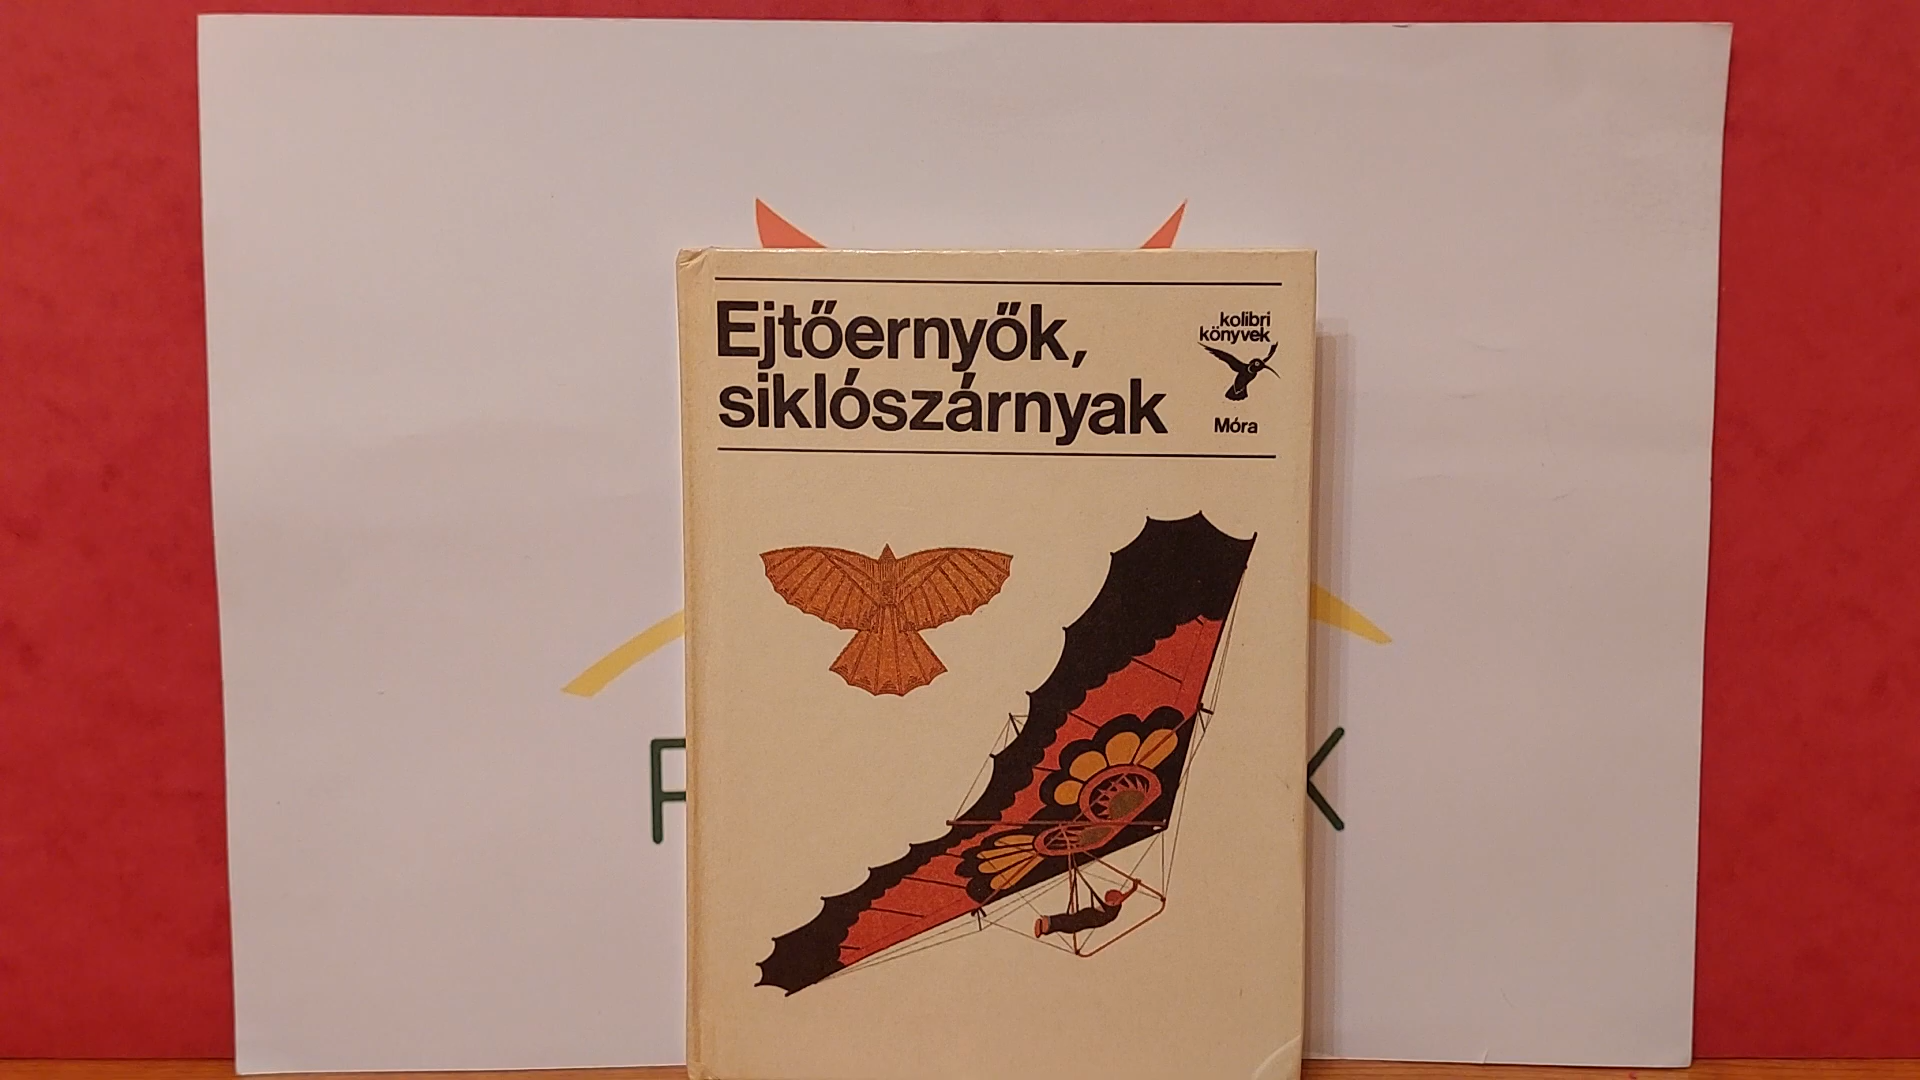 Ejtőernyők,
siklószárnyak
kolibri
könyvek
Móra